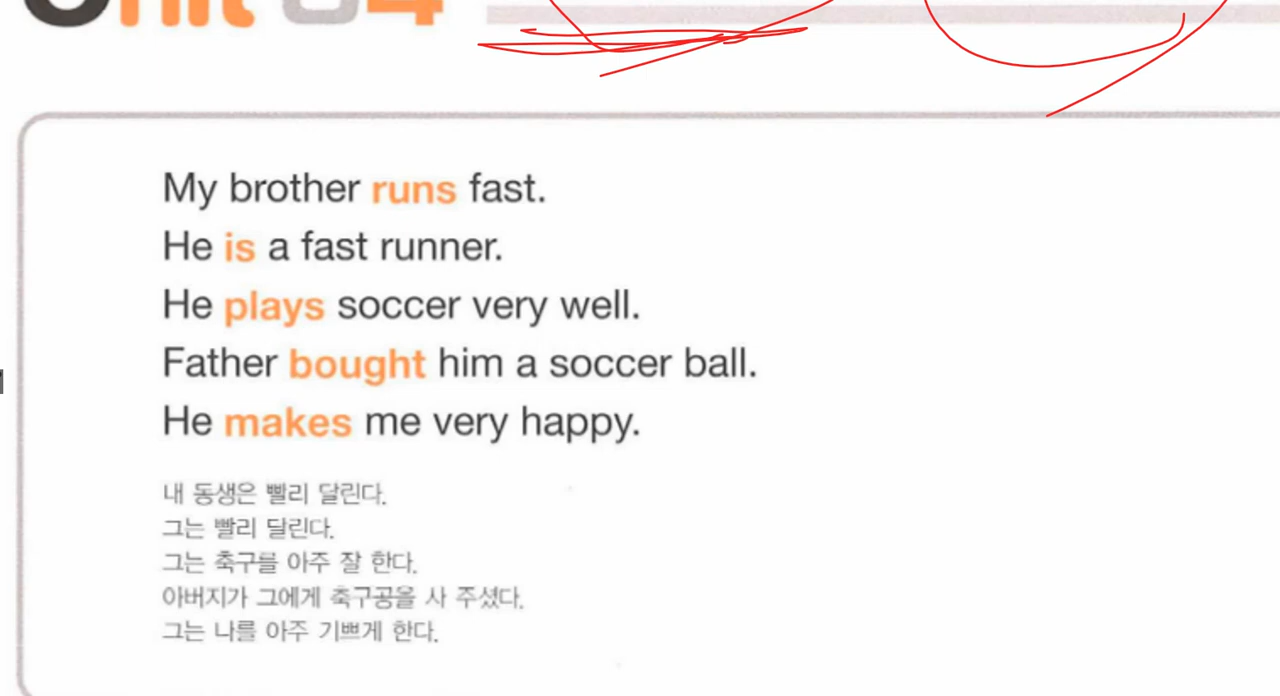 Unit 04
My brother runs fast.
He is a fast runner.
He plays soccer very well.
Father bought him a soccer ball.
He makes me very happy.
내 동생은 빨리 달린다.
그는 빨리 달린다.
그는 축구를 아주 잘 한다.
아버지가 그에게 축구공을 사 주셨다.
그는 나를 아주 기쁘게 한다.